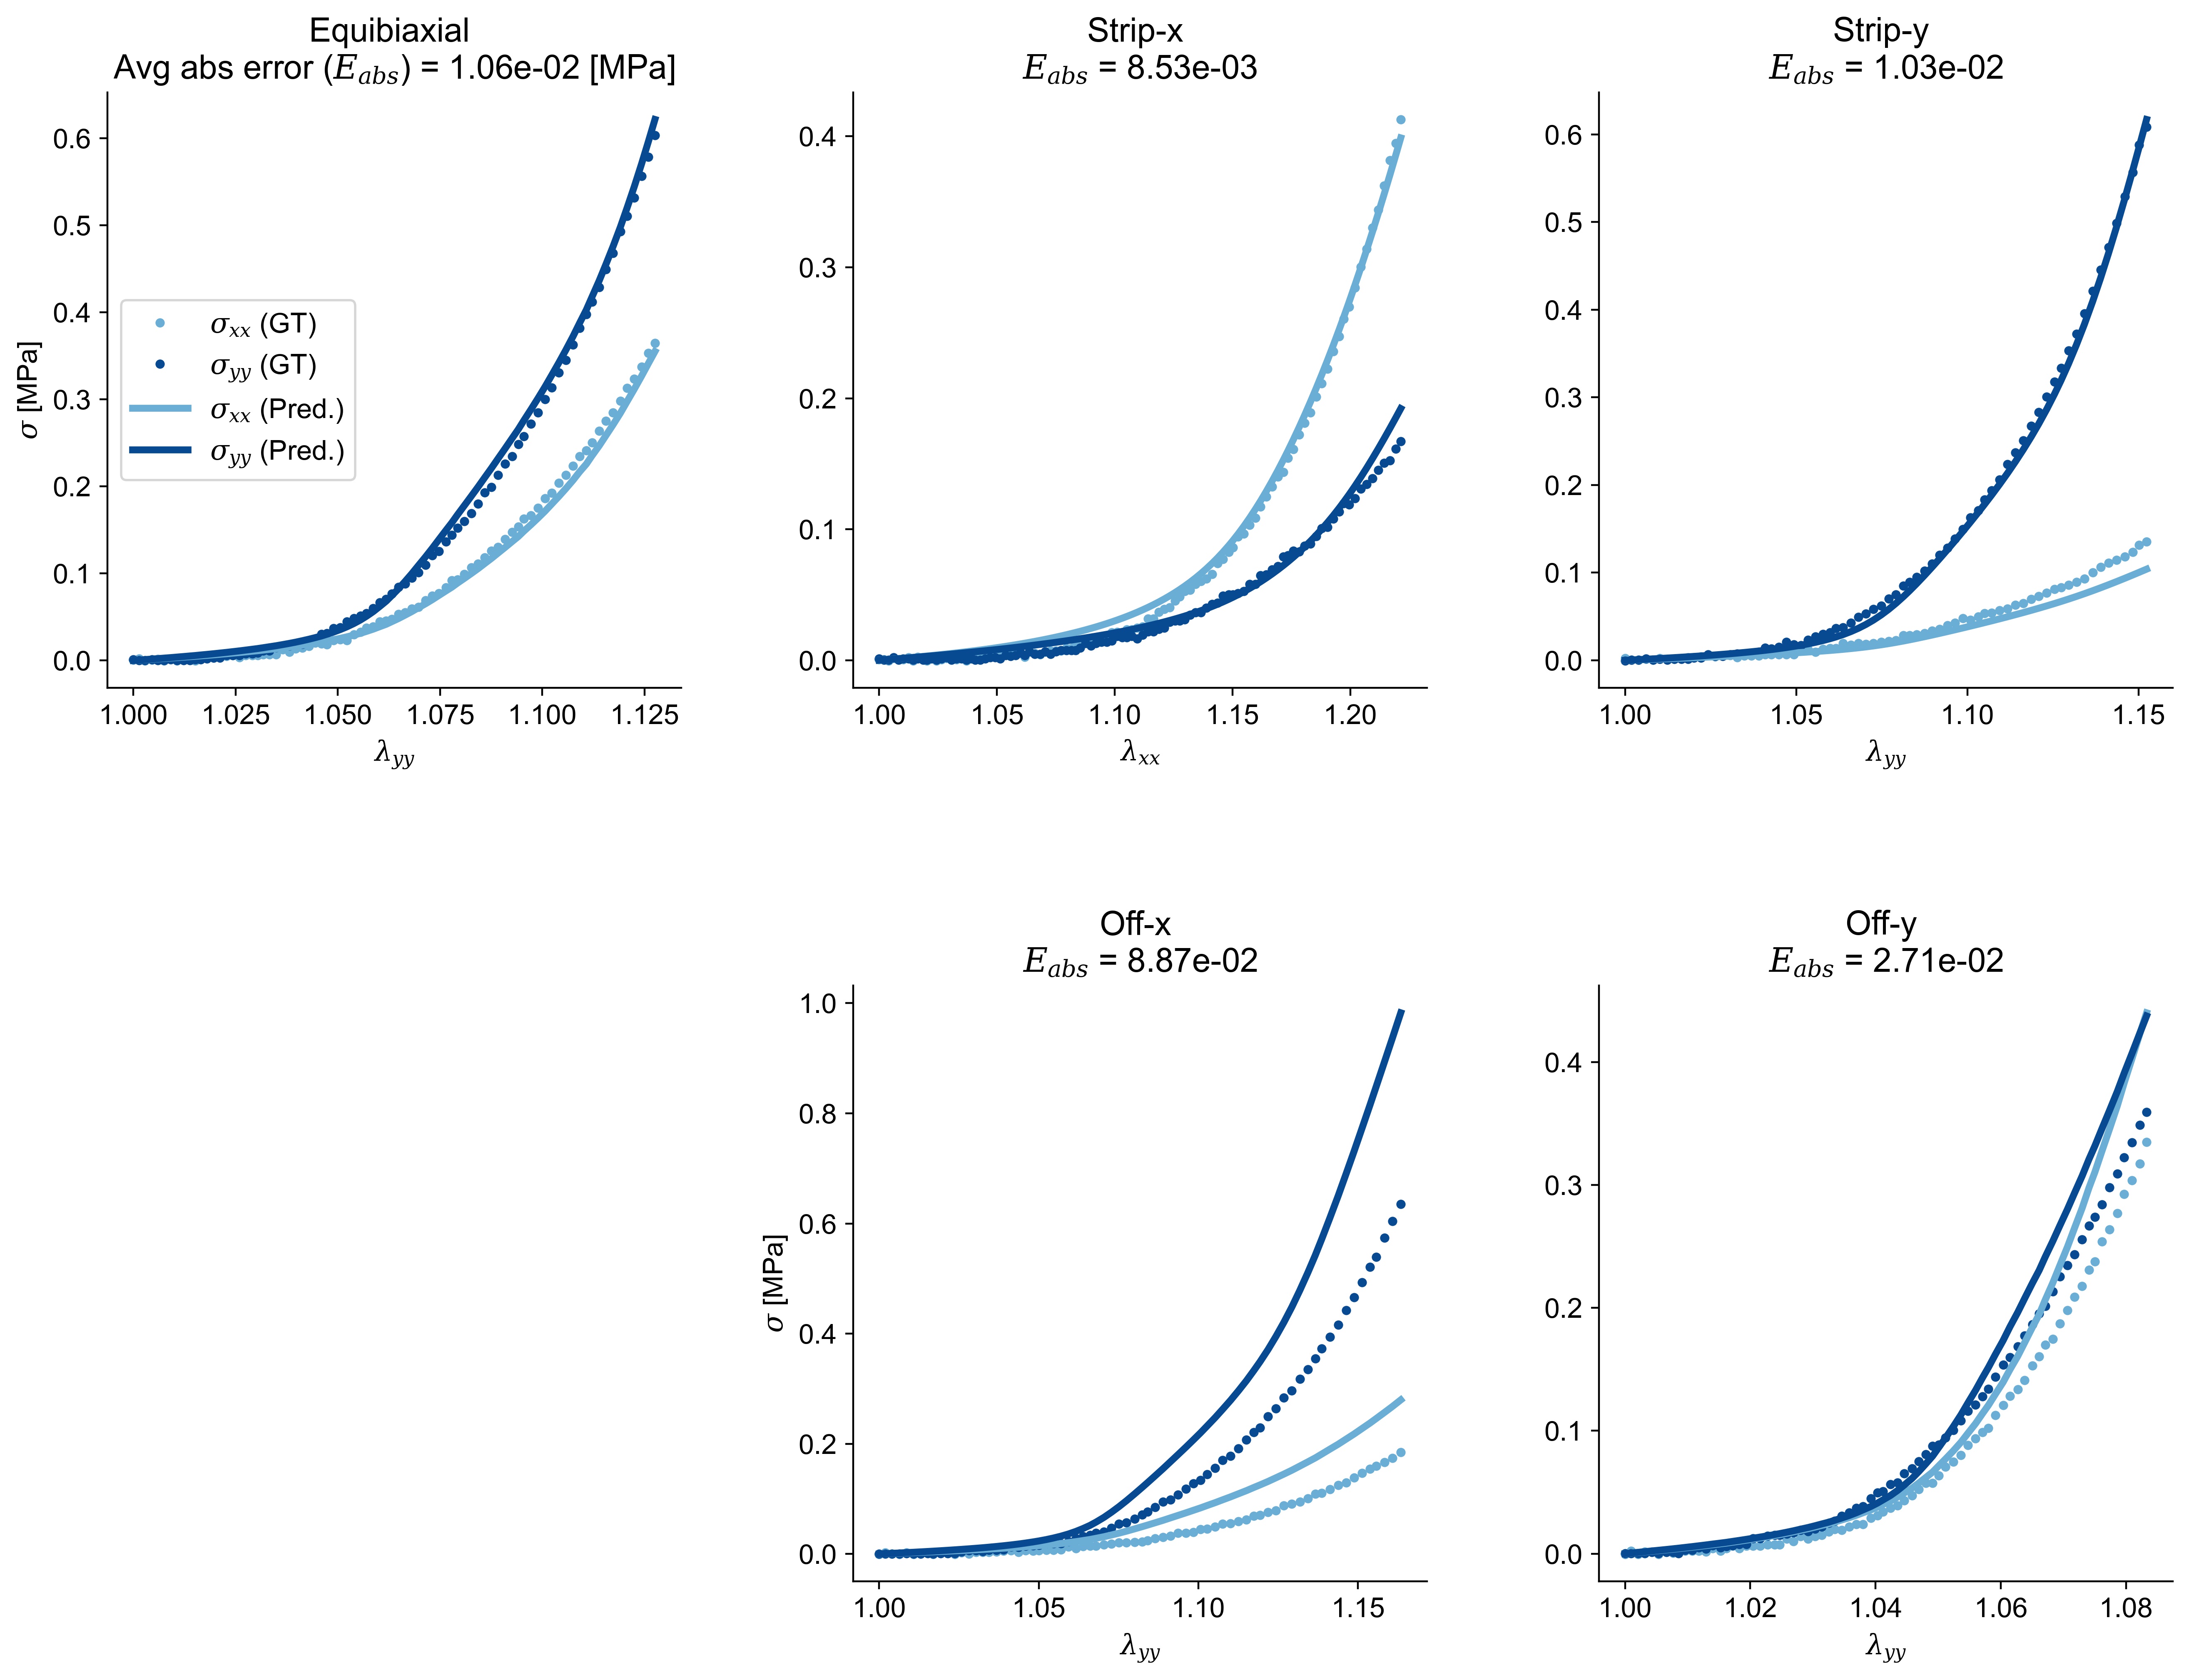 Equibiaxial
Avg abs error (E_abs) = 1.06e-02 [MPa]
σ [MPa]
0.6
0.5
0.4
0.3
0.2
0.1
0.0
σ_xx (GT)
σ_yy (GT)
σ_xx (Pred.)
σ_yy (Pred.)
1.000 1.025 1.050 1.075 1.100 1.125
λ_yy
Strip-x
E_abs = 8.53e-03
0.4
0.3
0.2
0.1
0.0
1.00 1.05 1.10 1.15 1.20
λ_xx
Strip-y
E_abs = 1.03e-02
0.6
0.5
0.4
0.3
0.2
0.1
0.0
1.00 1.05 1.10 1.15
λ_yy
Off-x
E_abs = 8.87e-02
σ [MPa]
1.0
0.8
0.6
0.4
0.2
0.0
1.00 1.05 1.10 1.15
λ_yy
Off-y
E_abs = 2.71e-02
0.4
0.3
0.2
0.1
0.0
1.00 1.02 1.04 1.06 1.08
λ_yy